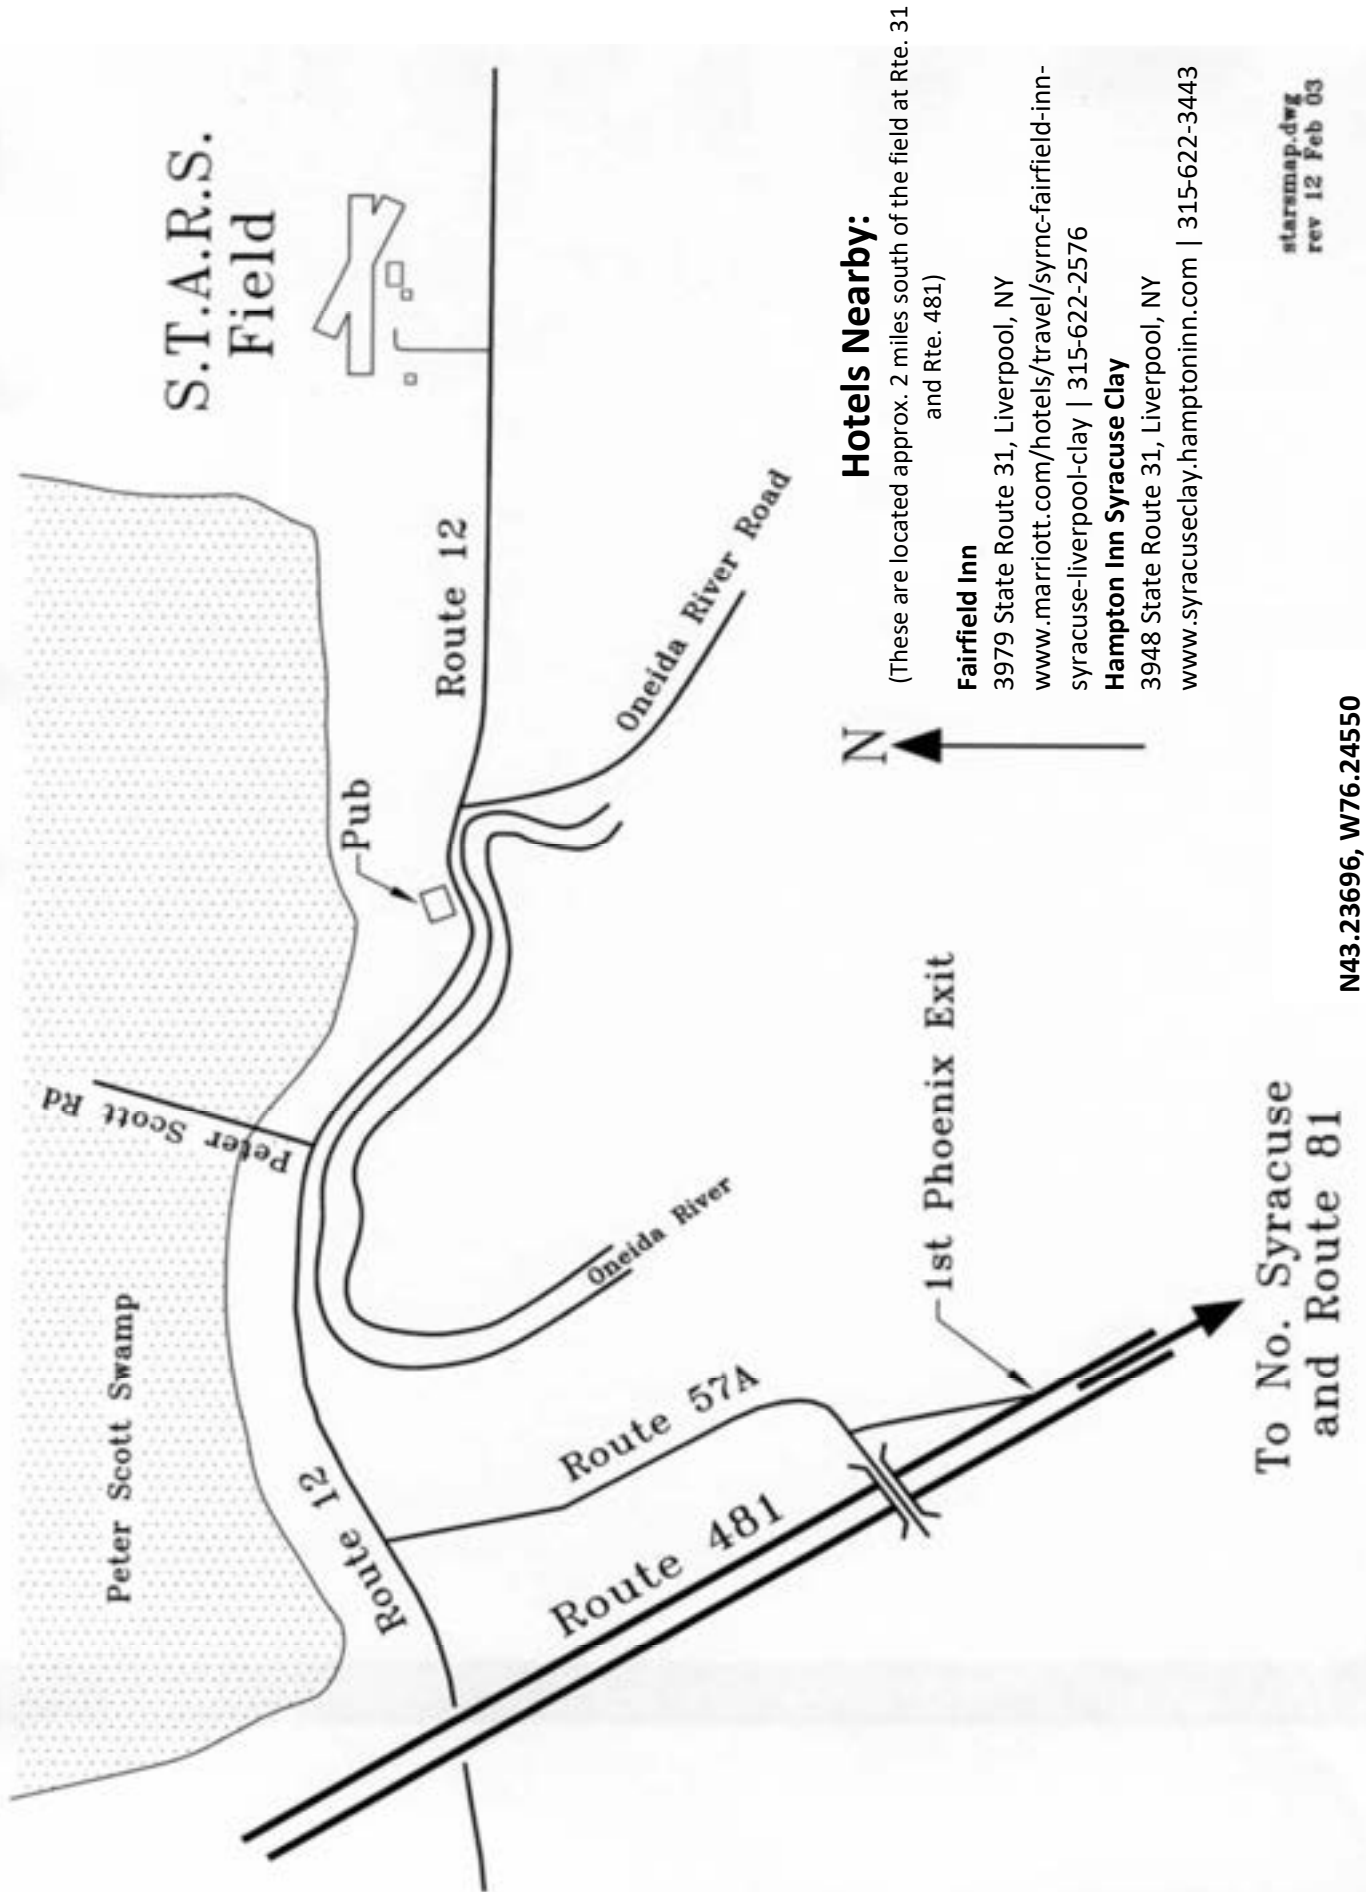 S.T.A.R.S.
Field
Peter Scott Swamp
Peter Scott Rd
Pub
Route 12
Route 12
Oneida River Road
Oneida River
Route 57A
Route 481
1st Phoenix Exit
To No. Syracuse
and Route 81
N
Hotels Nearby:
(These are located approx. 2 miles south of the field at Rte. 31
and Rte. 481)
Fairfield Inn
3979 State Route 31, Liverpool, NY
www.marriott.com/hotels/travel/syrnc-fairfield-inn-
syracuse-liverpool-clay | 315-622-2576
Hampton Inn Syracuse Clay
3948 State Route 31, Liverpool, NY
www.syracuseclay.hamptoninn.com | 315-622-3443
starsmap.dwg
rev 12 Feb 03
N43.23696, W76.24550